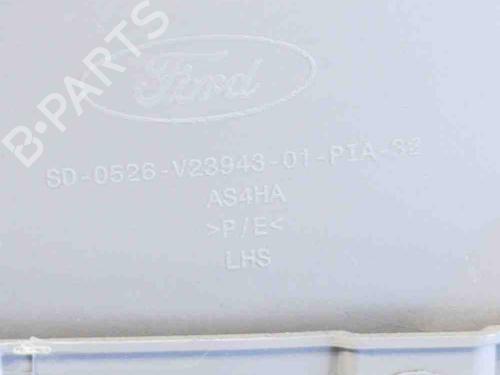 B-PARTS
Ford
SD-0526-V23943-01-PIA-32
AS4HA
>P/E<
LHS